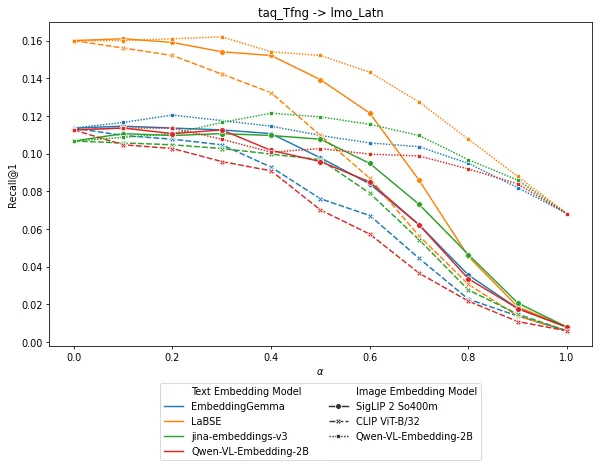 taq_Tfng -> lmo_Latn
Recall@1
0.16
0.14
0.12
0.10
0.08
0.06
0.04
0.02
0.00
0.0 0.2 0.4 0.6 0.8 1.0
α
Text Embedding Model
EmbeddingGemma
LaBSE
jina-embeddings-v3
Qwen-VL-Embedding-2B
Image Embedding Model
SigLIP 2 So400m
CLIP ViT-B/32
Qwen-VL-Embedding-2B